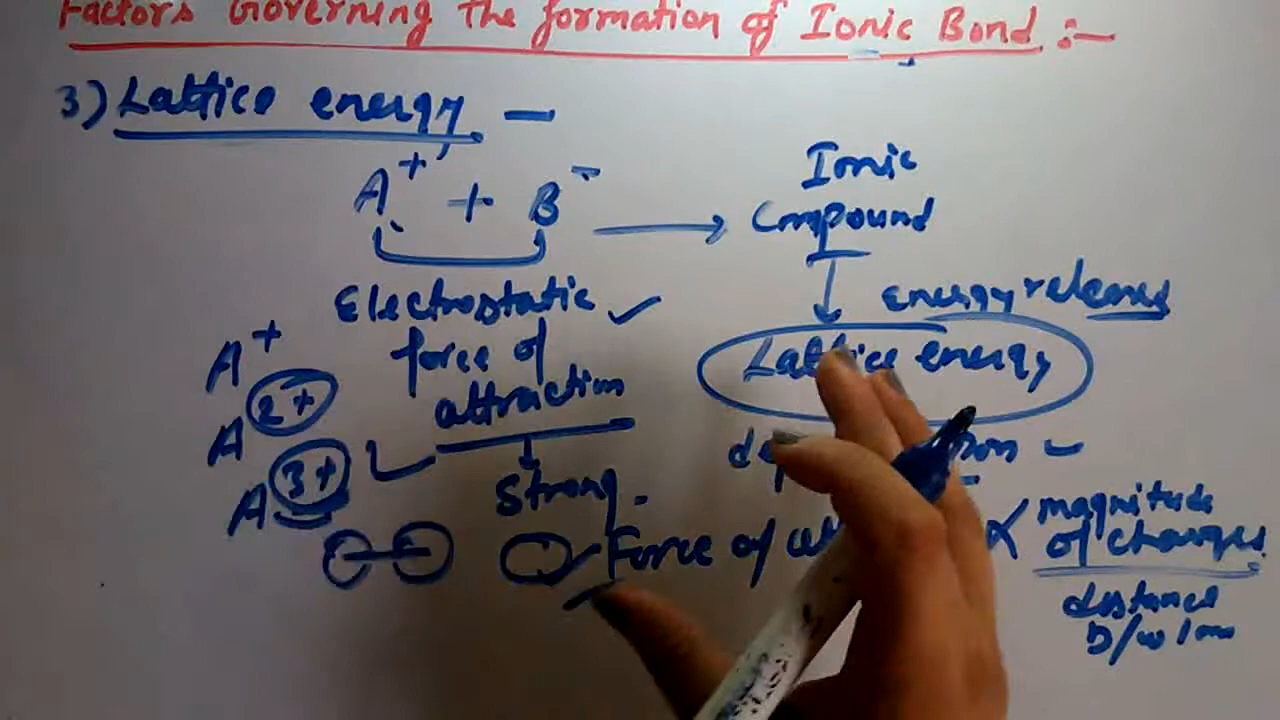 Factors Governing the formation of Ionic Bond :-
3) Lattice energy -
A⁺ + B⁻ → Ionic
Compound
Electrostatic
force of
attraction
Strong
energy released
Lattice energy
A⁺
A²⁺
A³⁺
Force of ∝ magnitude
of charges
distance
b/w ions